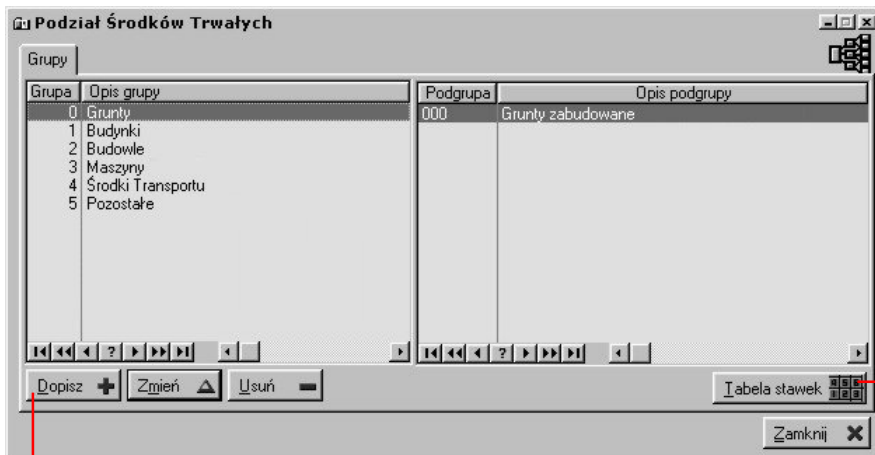 Podział Środków Trwałych
Grupy
Grupa Opis grupy
0 Grunty
1 Budynki
2 Budowle
3 Maszyny
4 Środki Transportu
5 Pozostałe
Podgrupa Opis podgrupy
000 Grunty zabudowane
?
?
Dopisz Zmień Usuń
Tabela stawek
Zamknij